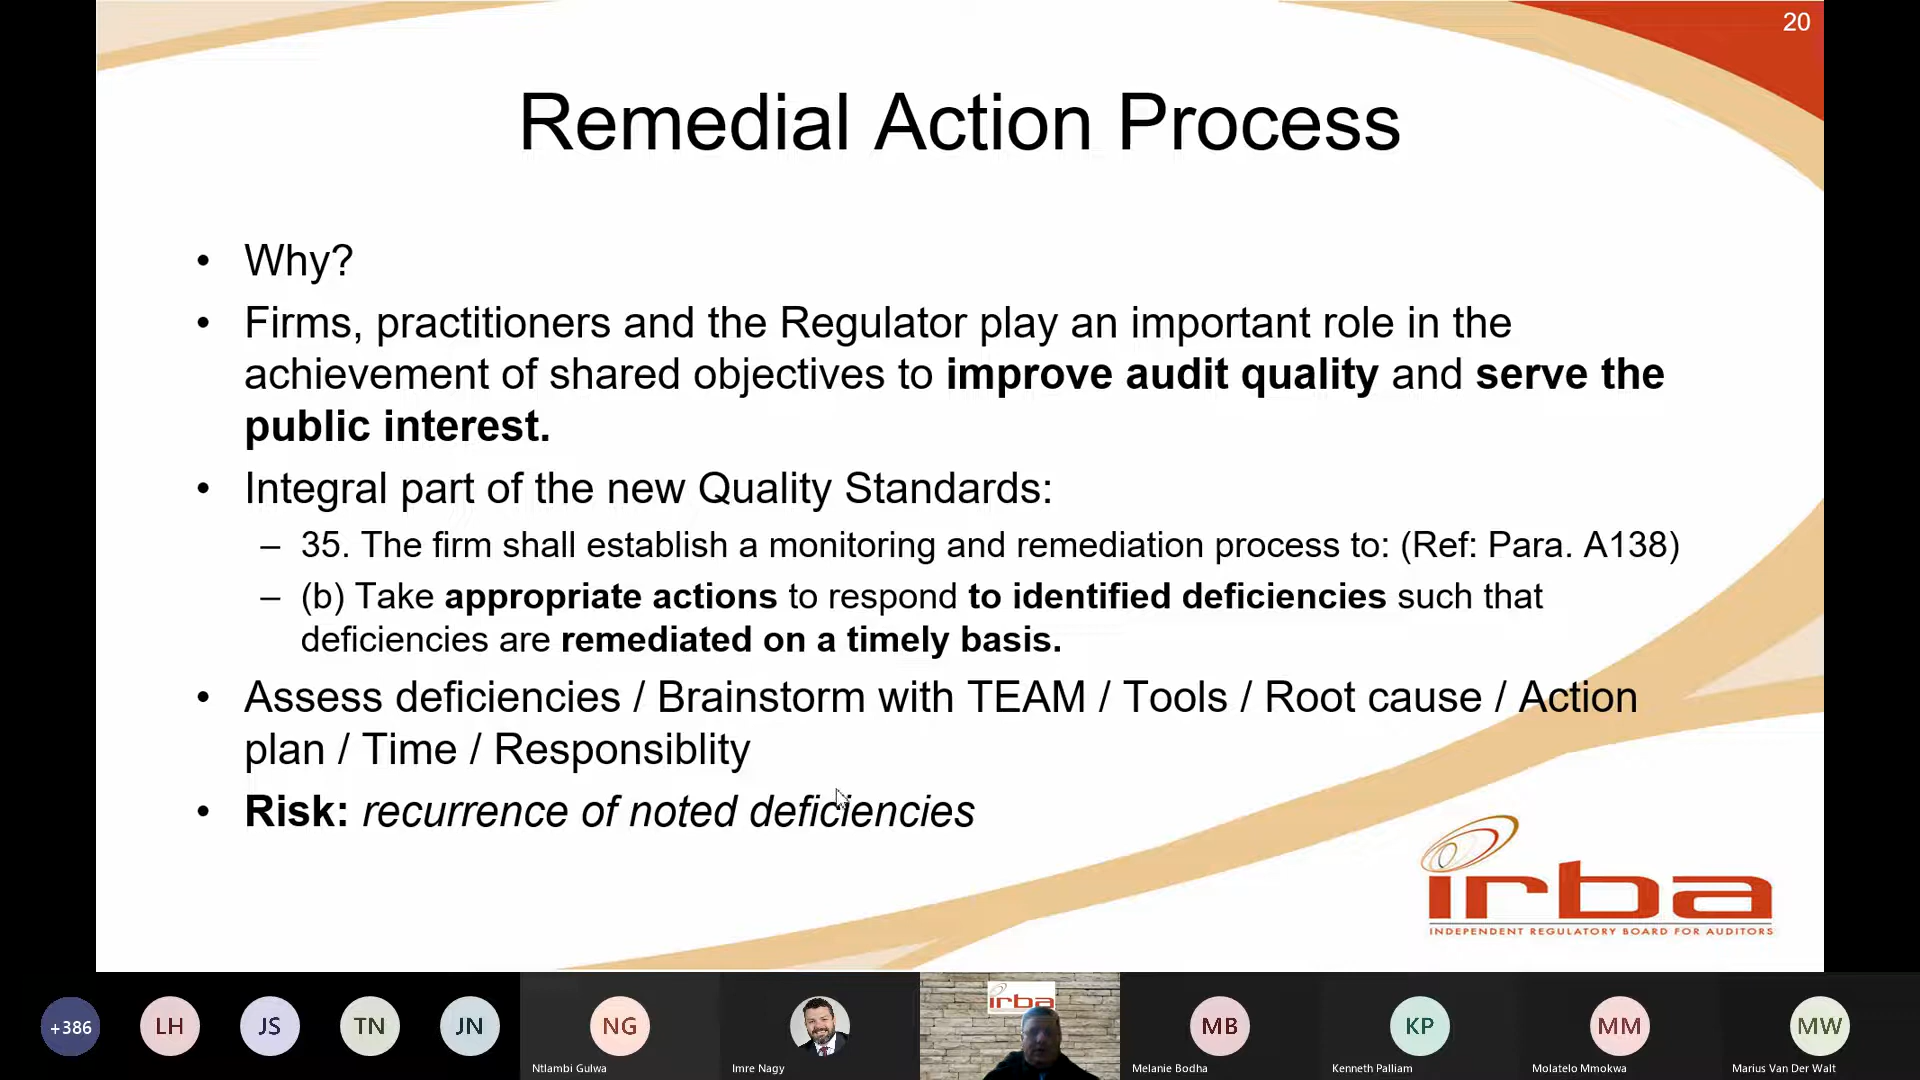 20
Remedial Action Process
• Why?
• Firms, practitioners and the Regulator play an important role in the
achievement of shared objectives to improve audit quality and serve the
public interest.
• Integral part of the new Quality Standards:
– 35. The firm shall establish a monitoring and remediation process to: (Ref: Para. A138)
– (b) Take appropriate actions to respond to identified deficiencies such that
deficiencies are remediated on a timely basis.
• Assess deficiencies / Brainstorm with TEAM / Tools / Root cause / Action
plan / Time / Responsiblity
• Risk: recurrence of noted deficiencies
irba
INDEPENDENT REGULATORY BOARD FOR AUDITORS
+386
LH
JS
TN
JN
NG
Ntlambi Gulwa
Imre Nagy
irba
MB
Melanie Bodha
KP
Kenneth Palliam
MM
Molatelo Mmokwa
MW
Marius Van Der Walt